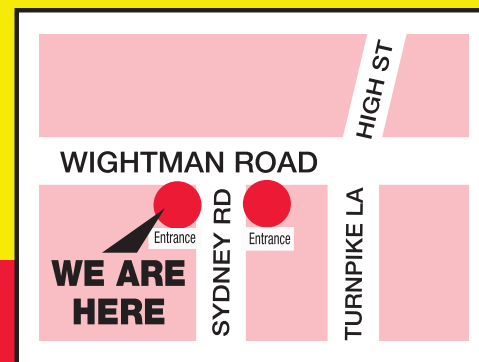 HIGH ST
WIGHTMAN ROAD
Entrance
SYDNEY RD
Entrance
TURNPIKE LA
WE ARE
HERE